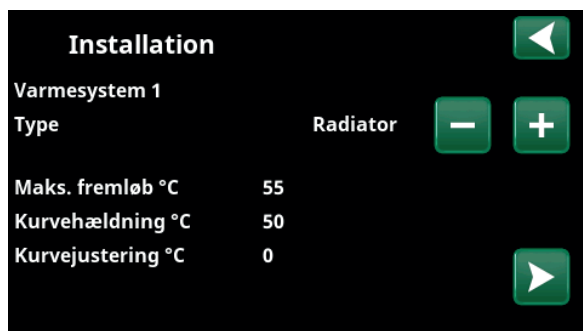 Installation
Varmesystem 1
Type Radiator
Maks. fremløb °C 55
Kurvehældning °C 50
Kurvejustering °C 0